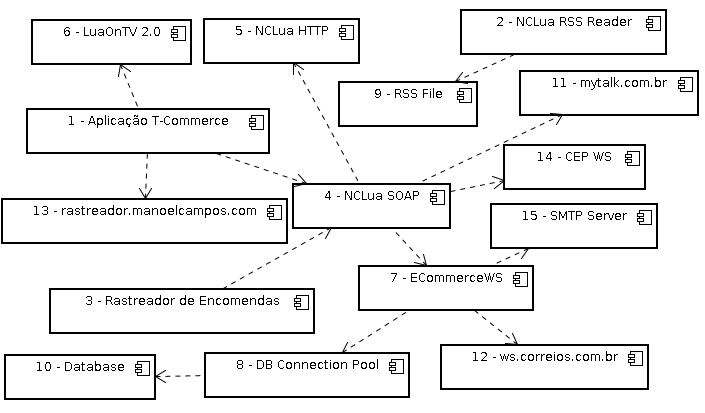 2 - NCLua RSS Reader
6 - LuaOnTV 2.0
5 - NCLua HTTP
11 - mytalk.com.br
9 - RSS File
1 - Aplicação T-Commerce
14 - CEP WS
4 - NCLua SOAP
13 - rastreador.manoelcampos.com
15 - SMTP Server
7 - ECommerceWS
3 - Rastreador de Encomendas
12 - ws.correios.com.br
8 - DB Connection Pool
10 - Database